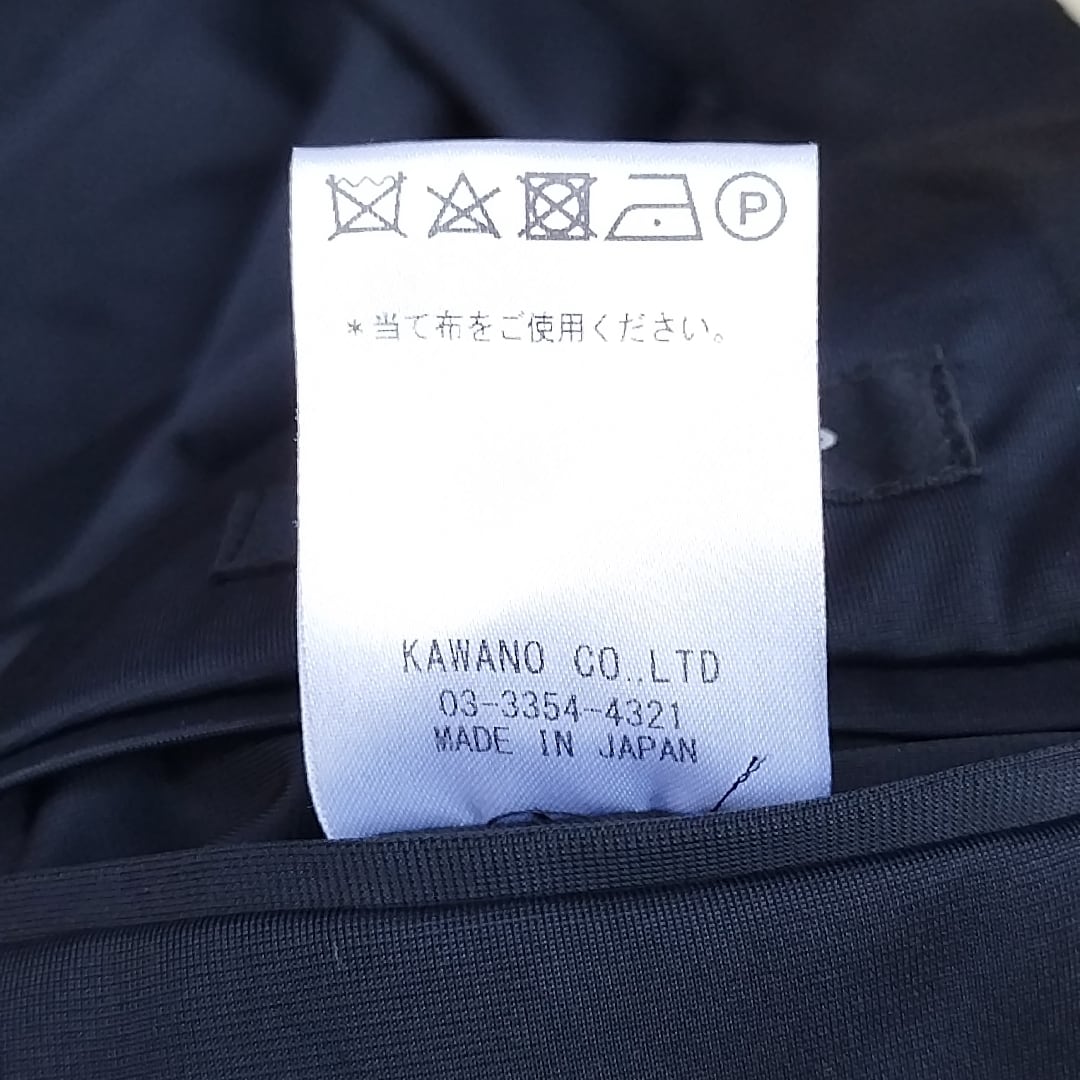 P
*当て布をご使用ください。
KAWANO CO.,LTD
03-3354-4321
MADE IN JAPAN